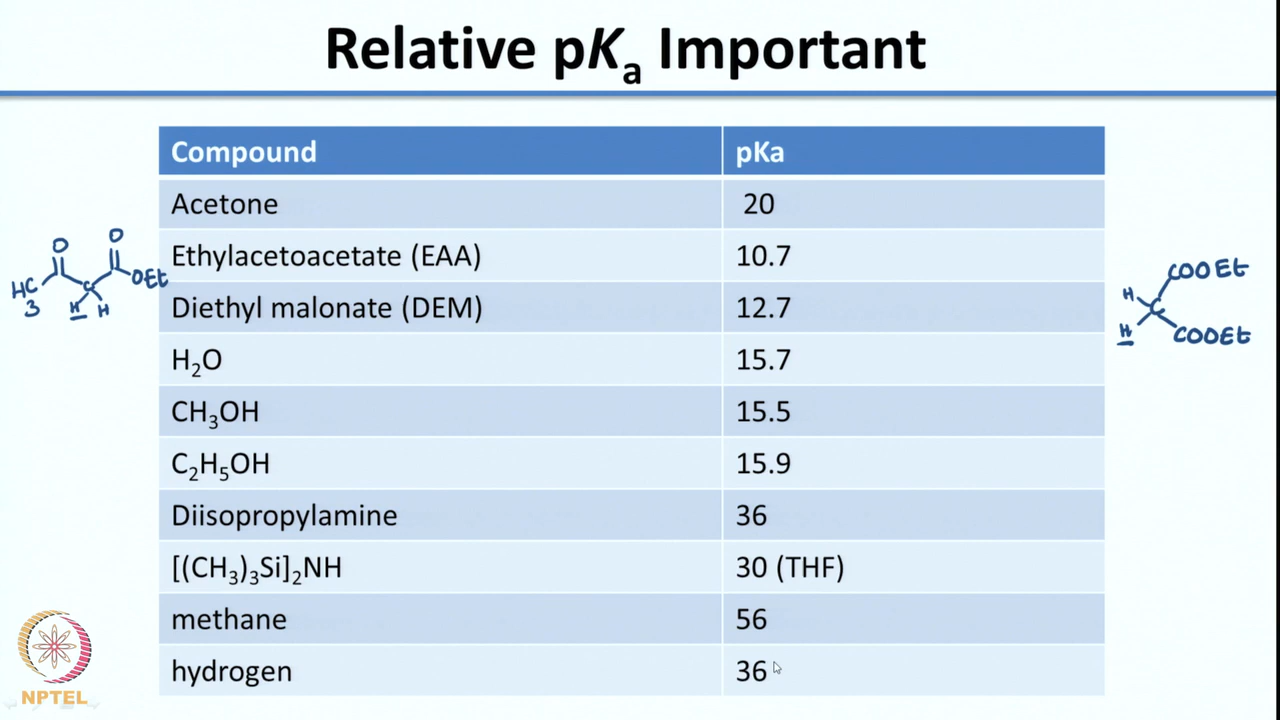 Relative pKa Important
Compound pKa
Acetone 20
Ethylacetoacetate (EAA) 10.7
Diethyl malonate (DEM) 12.7
H2O 15.7
CH3OH 15.5
C2H5OH 15.9
Diisopropylamine 36
[(CH3)3Si]2NH 30 (THF)
methane 56
hydrogen 36
O O
H3C OEt
C
H H
COOEt
H C
H COOEt
NPTEL